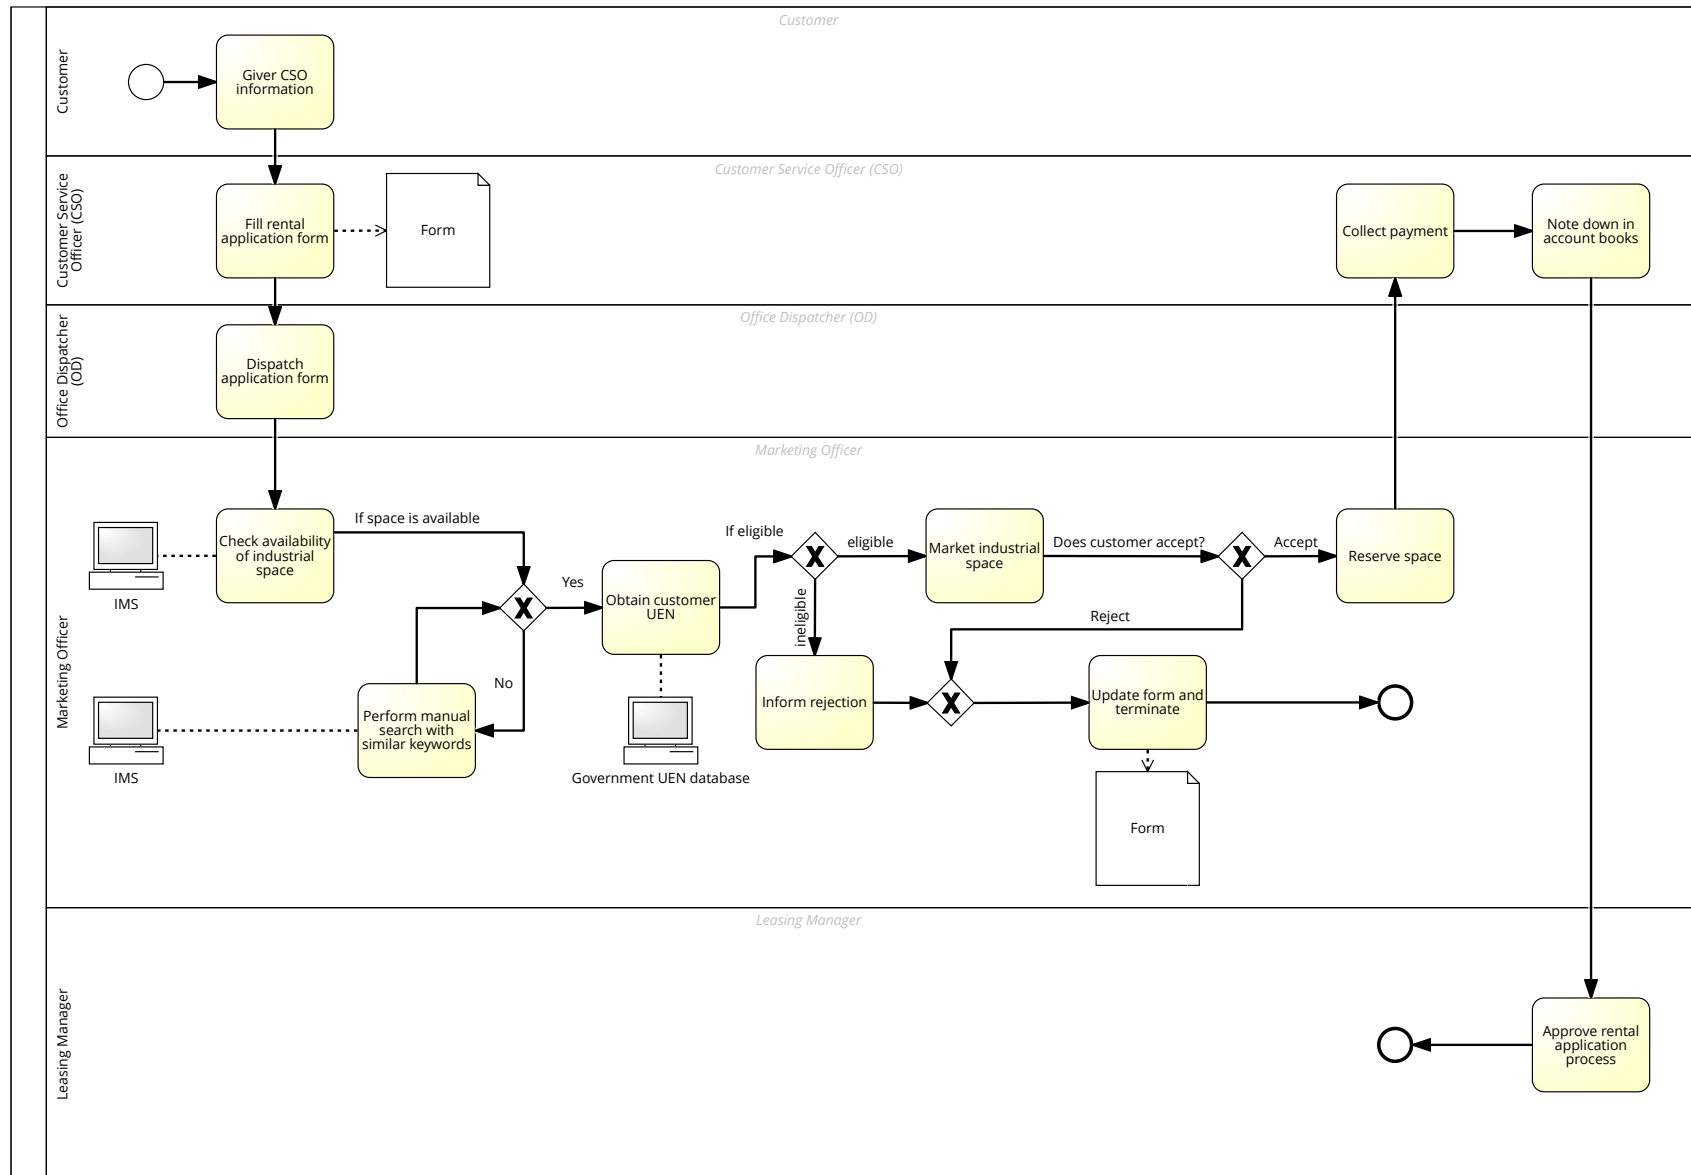 Customer
Customer
Giver CSO
information
Customer Service Officer (CSO)
Customer Service
Officer (CSO)
Fill rental
application form
Form
Collect payment
Note down in
account books
Office Dispatcher (OD)
Office Dispatcher
(OD)
Dispatch
application form
Marketing Officer
Marketing Officer
Check availability
of industrial
space
IMS
If space is available
Yes
No
Perform manual
search with
similar keywords
IMS
Obtain customer
UEN
Government UEN database
If eligible
eligible
ineligible
Market industrial
space
Does customer accept?
Accept
Reserve space
Reject
Inform rejection
Update form and
terminate
Form
Leasing Manager
Leasing Manager
Approve rental
application
process